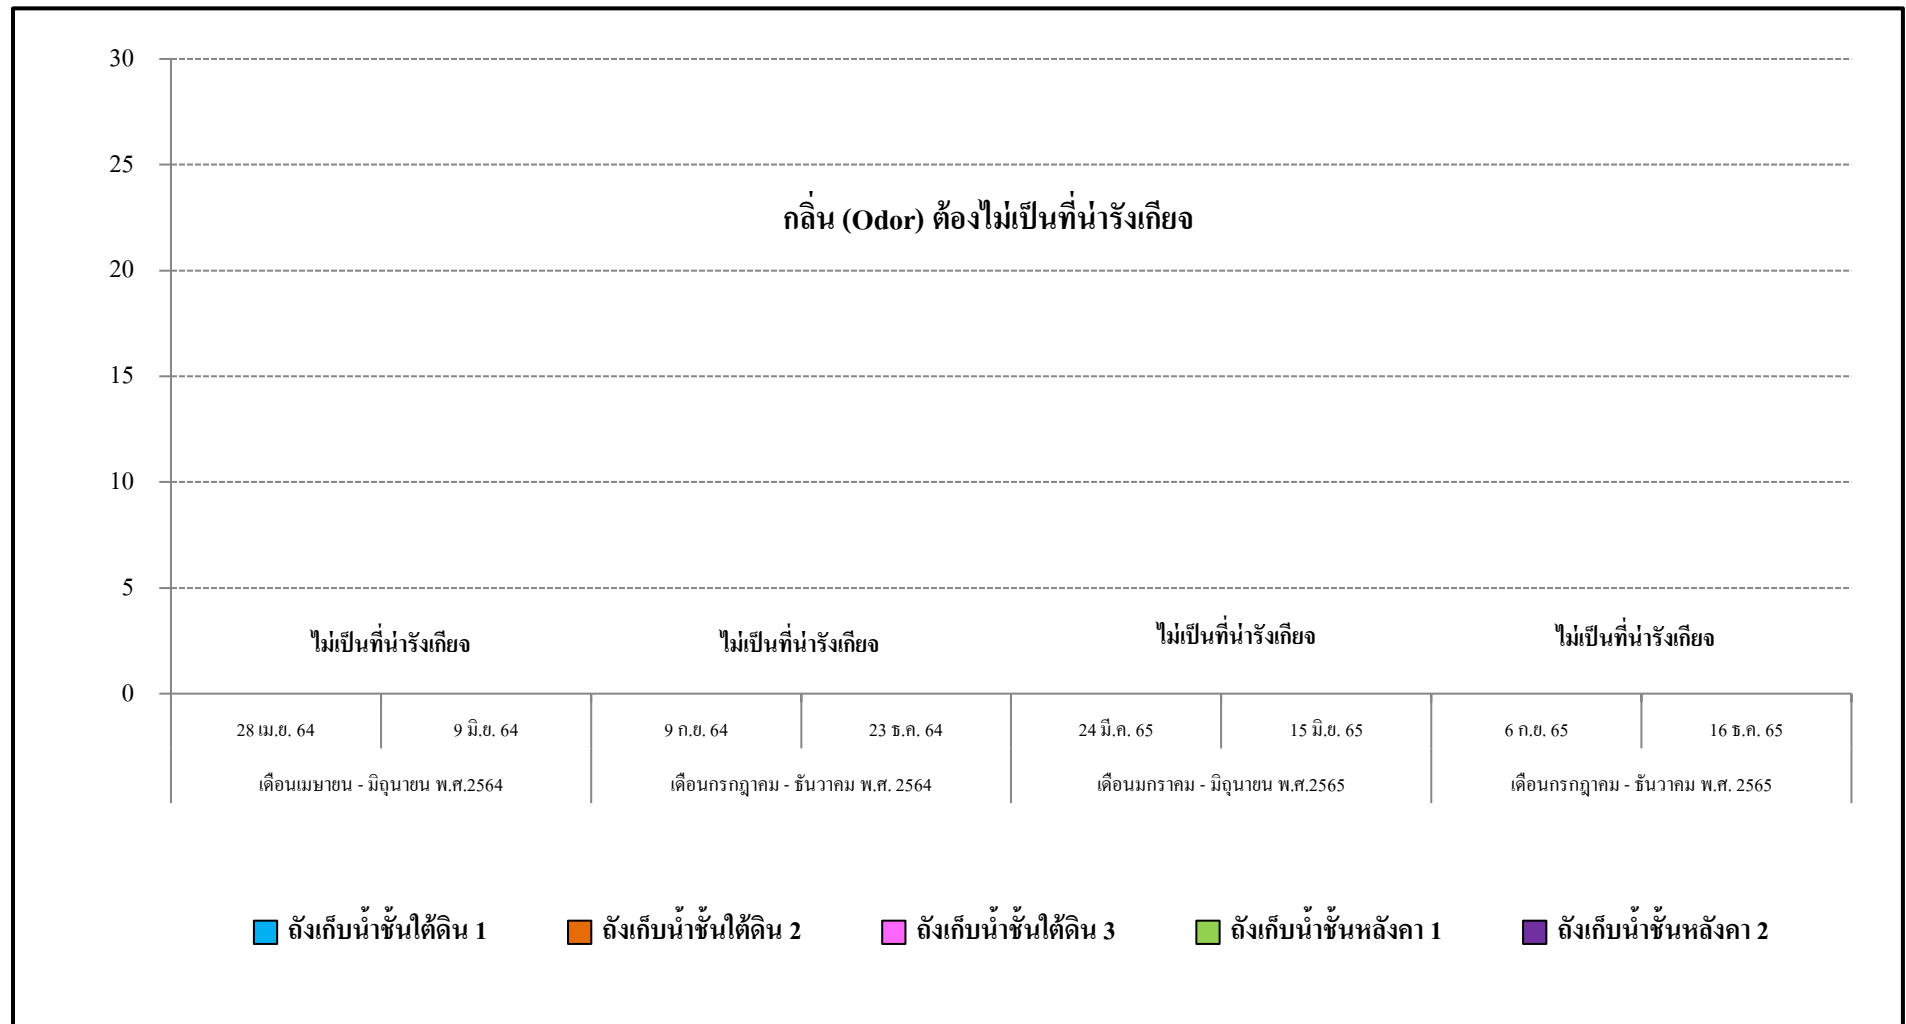 30
25
กลิ่น (Odor) ต้องไม่เป็นที่น่ารังเกียจ
20
15
10
5
ไม่เป็นที่น่ารังเกียจ ไม่เป็นที่น่ารังเกียจ ไม่เป็นที่น่ารังเกียจ ไม่เป็นที่น่ารังเกียจ
0
28 เม.ย. 64 9 มิ.ย. 64 9 ก.ย. 64 23 ธ.ค. 64 24 มี.ค. 65 15 มิ.ย. 65 6 ก.ย. 65 16 ธ.ค. 65
เดือนเมษายน - มิถุนายน พ.ศ.2564 เดือนกรกฎาคม - ธันวาคม พ.ศ. 2564 เดือนมกราคม - มิถุนายน พ.ศ.2565 เดือนกรกฎาคม - ธันวาคม พ.ศ. 2565
ถังเก็บน้ำชั้นใต้ดิน 1 ถังเก็บน้ำชั้นใต้ดิน 2 ถังเก็บน้ำชั้นใต้ดิน 3 ถังเก็บน้ำชั้นหลังคา 1 ถังเก็บน้ำชั้นหลังคา 2